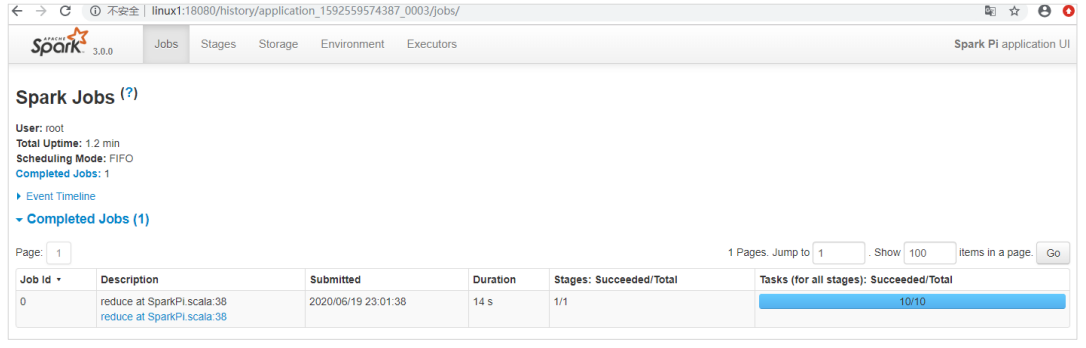 不安全 | linux1:18080/history/application_1592559574387_0003/jobs/
APACHE Spark 3.0.0 Jobs Stages Storage Environment Executors Spark Pi application UI
Spark Jobs (?)
User: root
Total Uptime: 1.2 min
Scheduling Mode: FIFO
Completed Jobs: 1
Event Timeline
Completed Jobs (1)
Page: 1 1 Pages. Jump to 1 . Show 100 items in a page. Go
Job Id Description Submitted Duration Stages: Succeeded/Total Tasks (for all stages): Succeeded/Total
0 reduce at SparkPi.scala:38 2020/06/19 23:01:38 14 s 1/1 10/10
reduce at SparkPi.scala:38